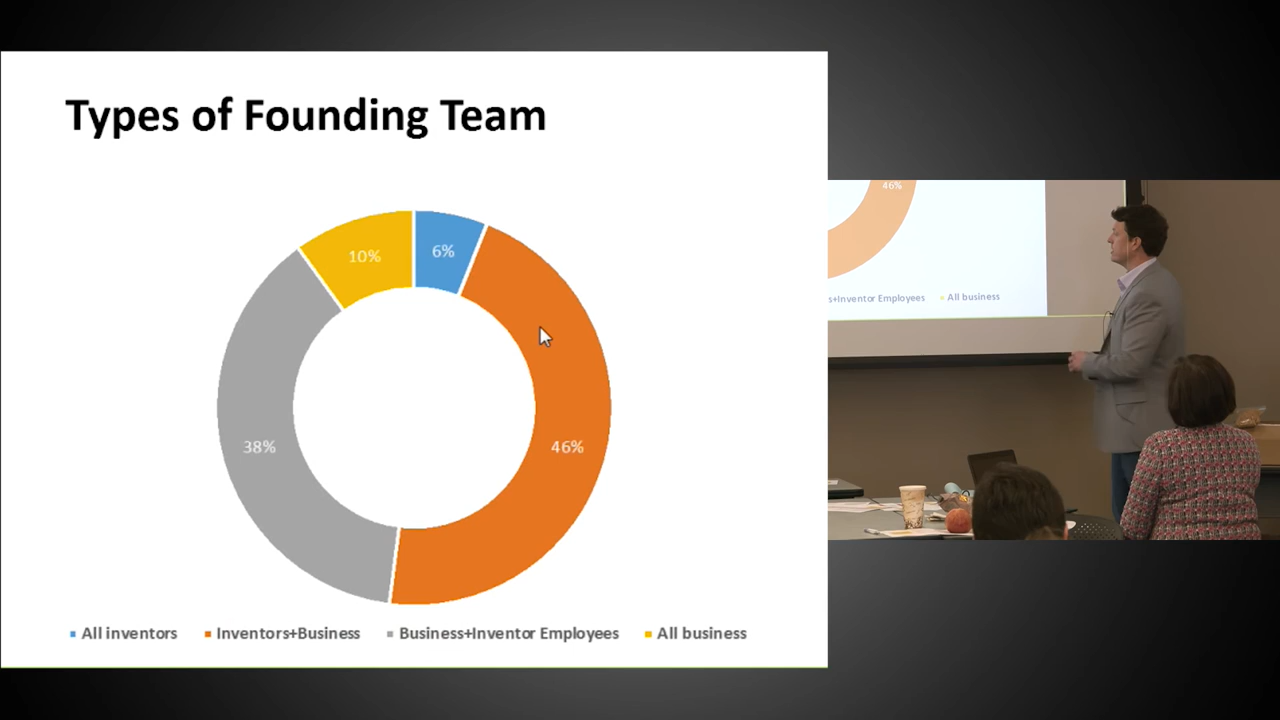 Types of Founding Team
10%
6%
38%
46%
All inventors
Inventors+Business
Business+Inventor Employees
All business
46%
s+Inventor Employees
All business